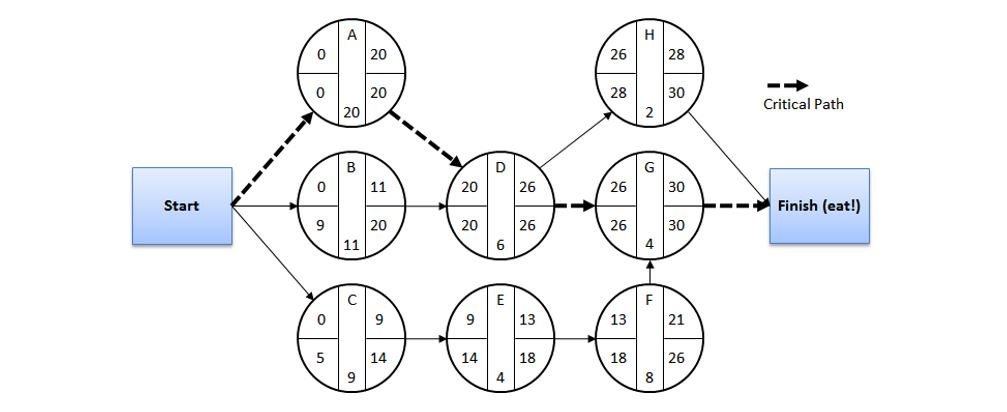 A
0 20
0 20
20
H
26 28
28 30
2
Critical Path
Start
B
0 11
9 20
11
D
20 26
20 26
6
G
26 30
26 30
4
Finish (eat!)
C
0 9
5 14
9
E
9 13
14 18
4
F
13 21
18 26
8